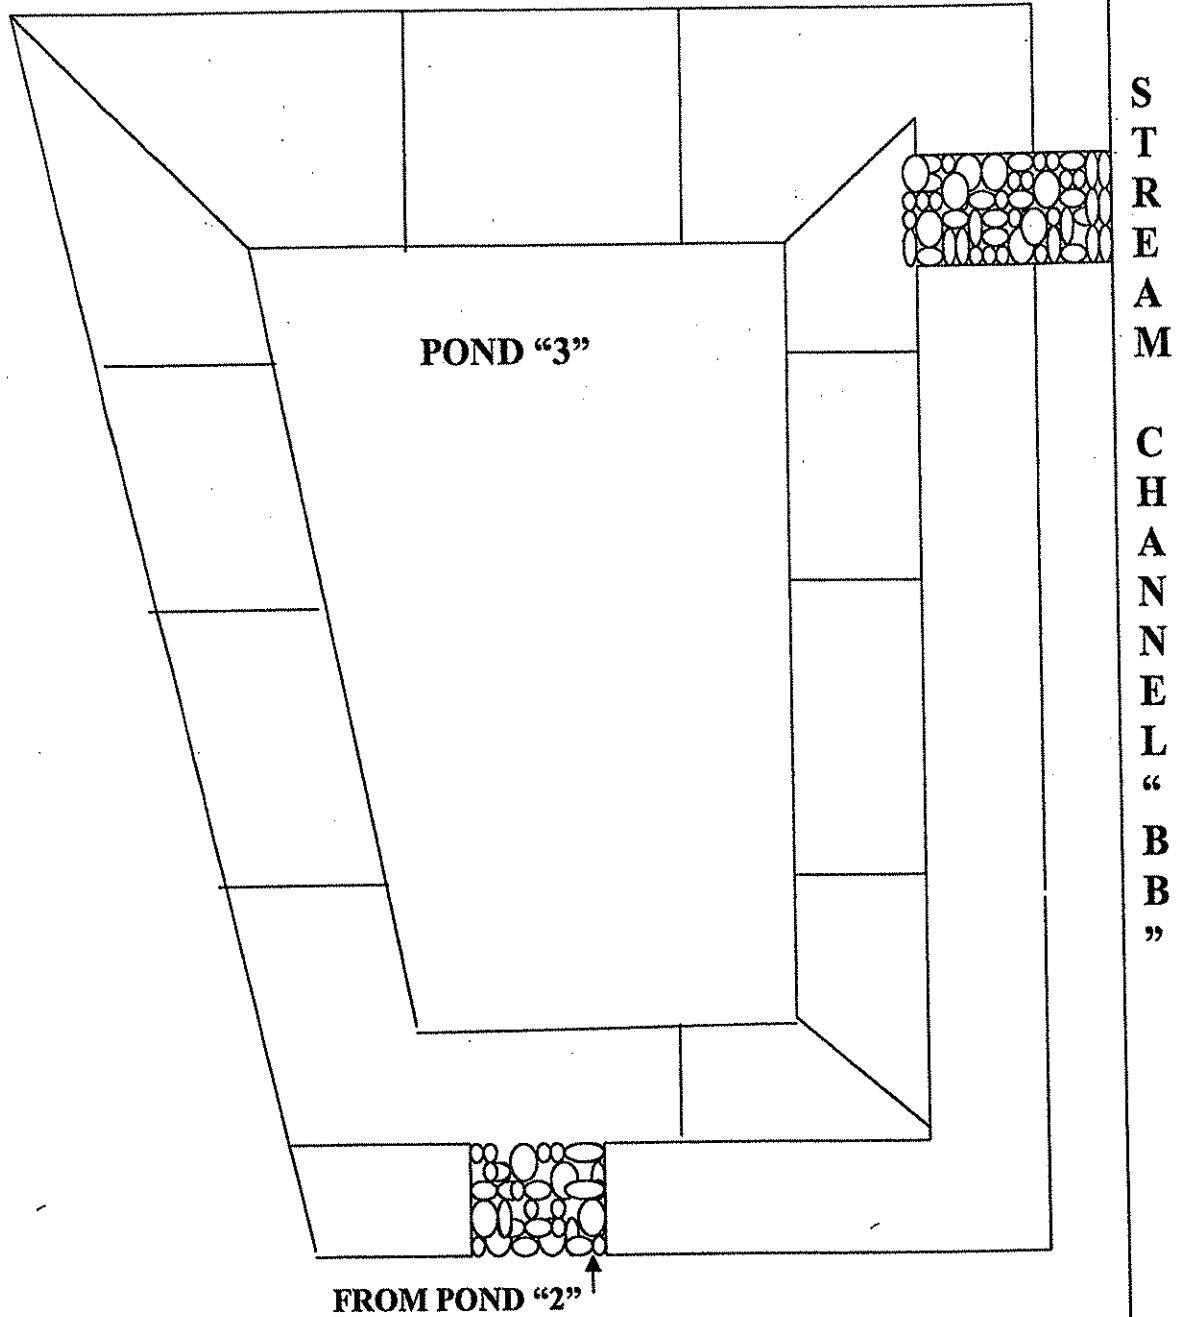 POND “3”
STREAM CHANNEL “BB”
FROM POND “2”